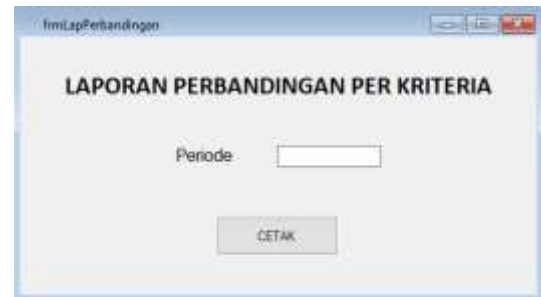 frmLapPerbandingan
LAPORAN PERBANDINGAN PER KRITERIA
Periode
CETAK